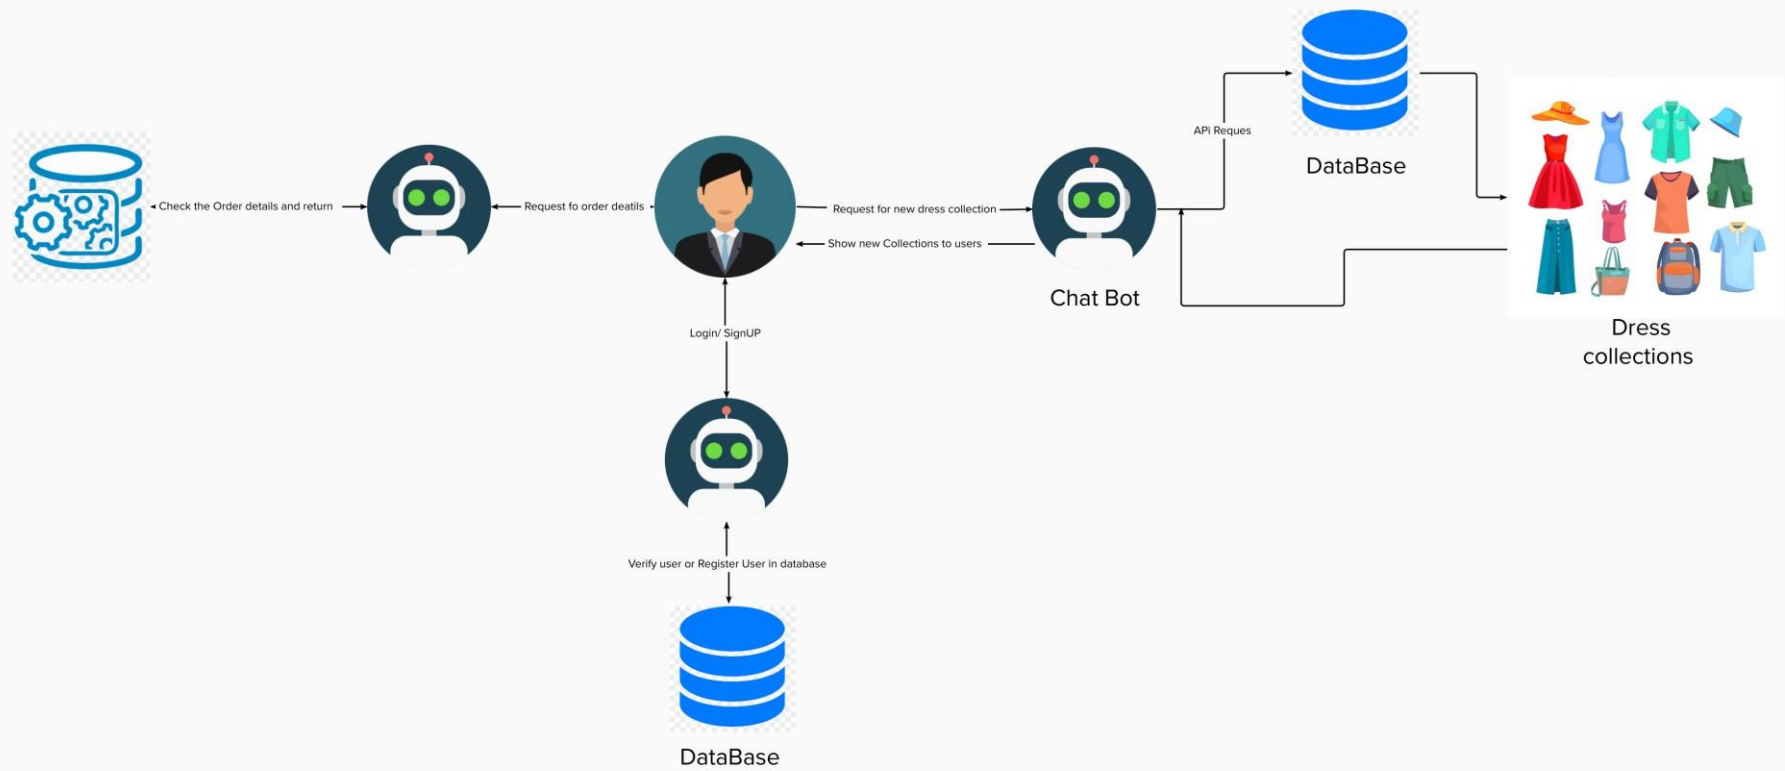 APi Reques
DataBase
Check the Order details and return
Request fo order deatils
Request for new dress collection
Show new Collections to users
Chat Bot
Dress
collections
Login/ SignUP
Verify user or Register User in database
DataBase